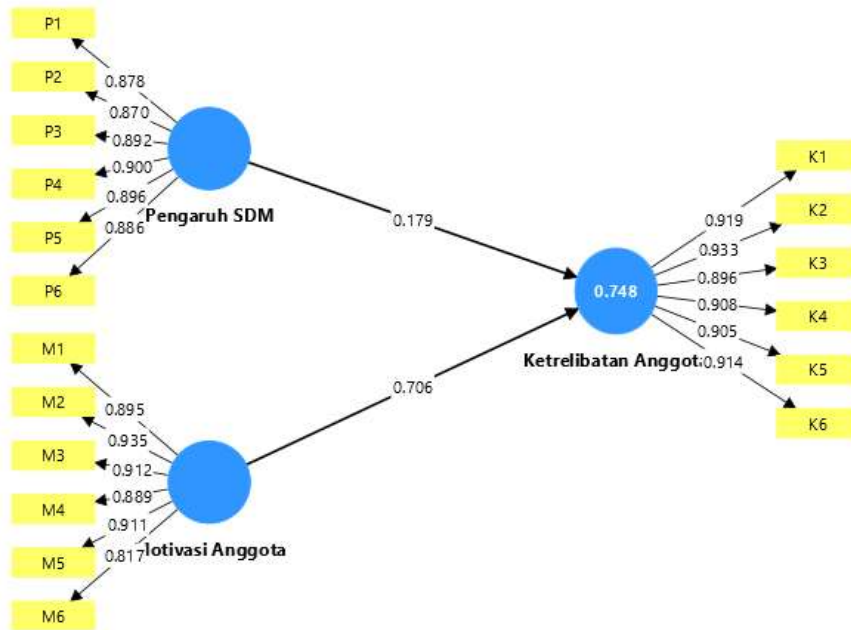 P1
P2
P3
P4
P5
P6
0.878
0.870
0.892
0.900
0.896
0.886
Pengaruh SDM
0.179
M1
M2
M3
M4
M5
M6
0.895
0.935
0.912
0.889
0.911
0.817
lotivasi Anggota
0.706
0.748
Ketrelibatan Anggot
0.919
0.933
0.896
0.908
0.905
0.914
K1
K2
K3
K4
K5
K6